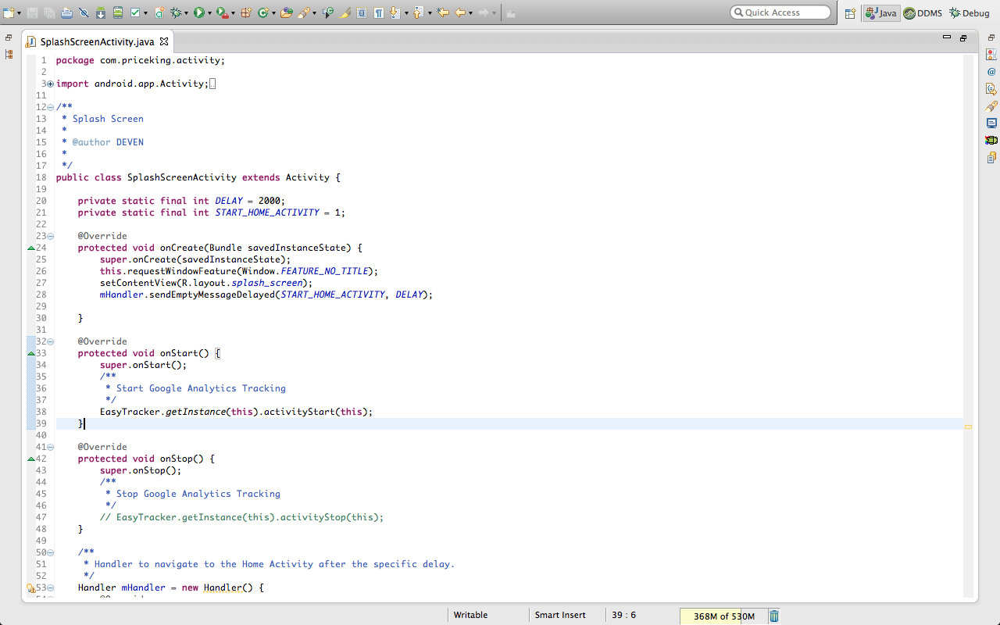 Quick Access
Java
DDMS
Debug
SplashScreenActivity.java
1 package com.priceking.activity;
2
3 import android.app.Activity;
11
12 /**
13 * Splash Screen
14 *
15 * @author DEVEN
16 *
17 */
18 public class SplashScreenActivity extends Activity {
19
20 private static final int DELAY = 2000;
21 private static final int START_HOME_ACTIVITY = 1;
22
23 @Override
24 protected void onCreate(Bundle savedInstanceState) {
25 super.onCreate(savedInstanceState);
26 this.requestWindowFeature(Window.FEATURE_NO_TITLE);
27 setContentView(R.layout.splash_screen);
28 mHandler.sendEmptyMessageDelayed(START_HOME_ACTIVITY, DELAY);
29
30 }
31
32 @Override
33 protected void onStart() {
34 super.onStart();
35 /**
36 * Start Google Analytics Tracking
37 */
38 EasyTracker.getInstance(this).activityStart(this);
39 }
40
41 @Override
42 protected void onStop() {
43 super.onStop();
44 /**
45 * Stop Google Analytics Tracking
46 */
47 // EasyTracker.getInstance(this).activityStop(this);
48 }
49
50 /**
51 * Handler to navigate to the Home Activity after the specific delay.
52 */
53 Handler mHandler = new Handler() {
Writable
Smart Insert
39 : 6
368M of 530M